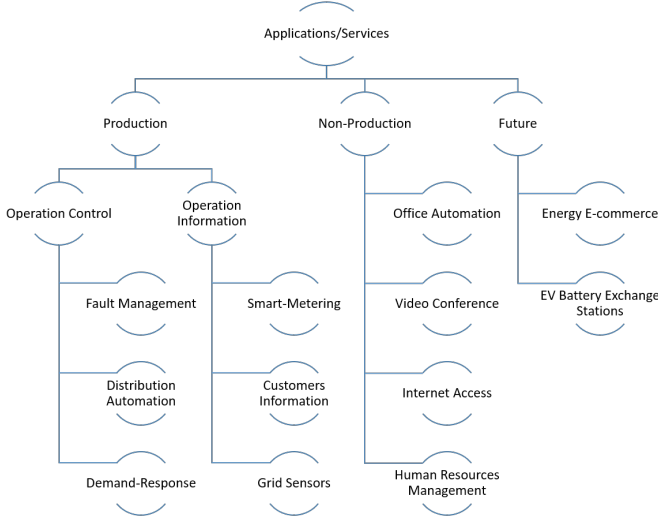 Applications/Services
Production
Non-Production
Future
Operation Control
Operation
Information
Office Automation
Energy E-commerce
Fault Management
Smart-Metering
Video Conference
EV Battery Exchange
Stations
Distribution
Automation
Customers
Information
Internet Access
Demand-Response
Grid Sensors
Human Resources
Management